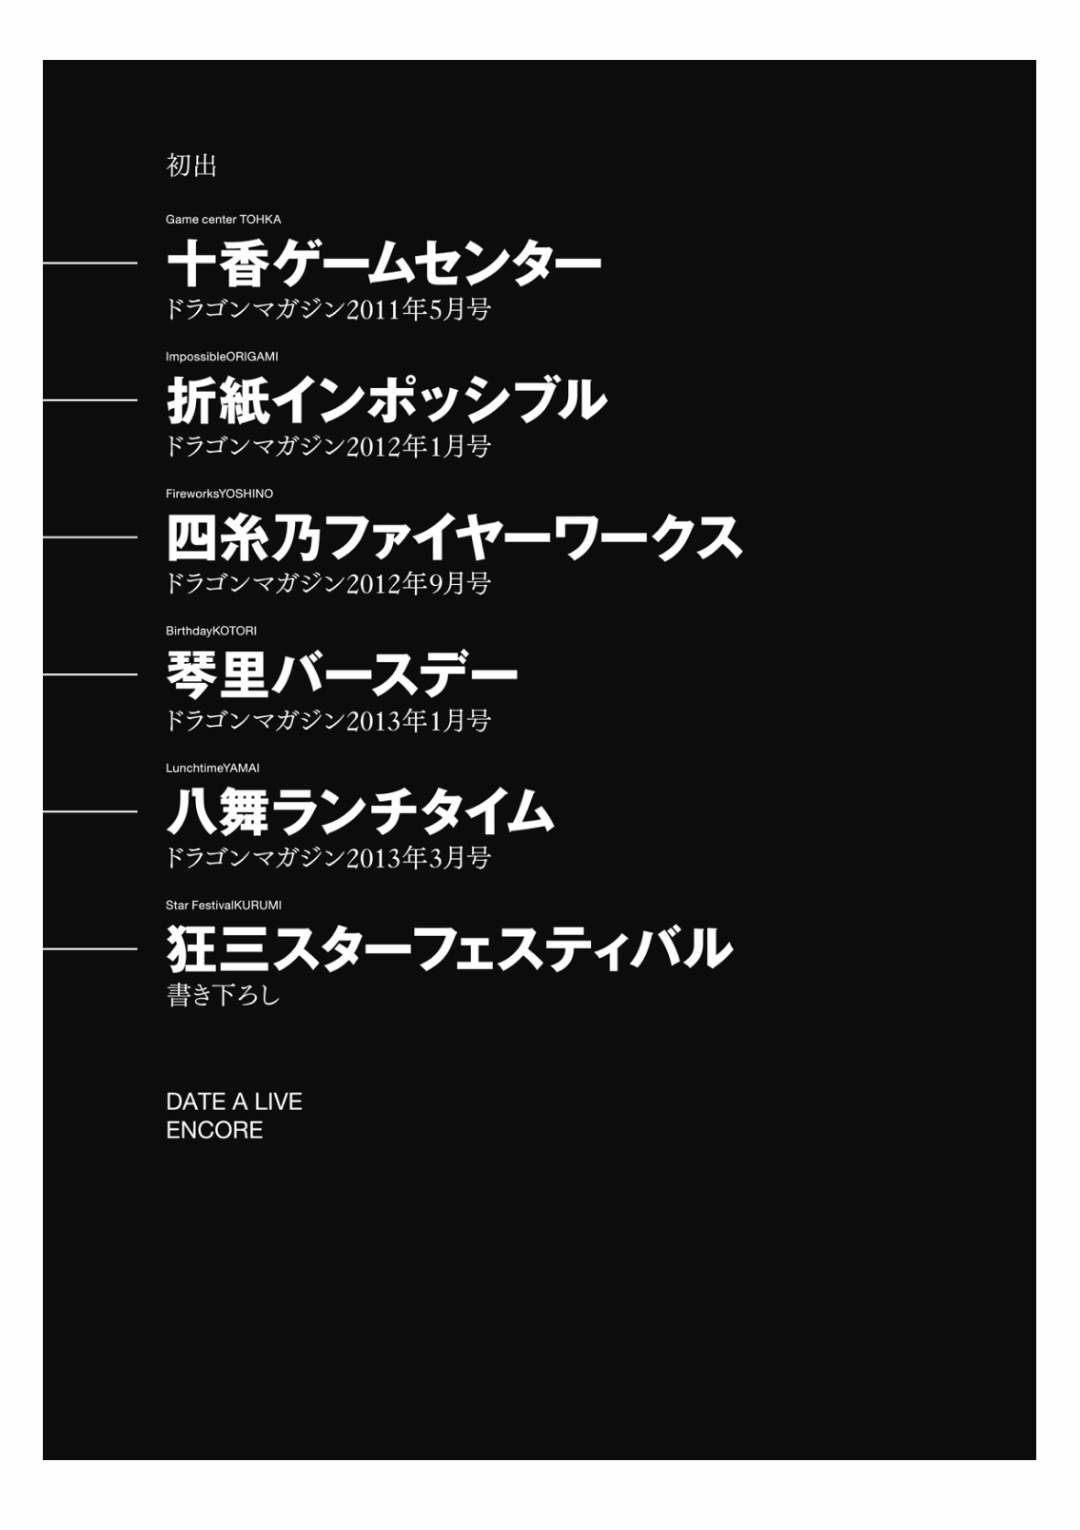 初出
Game center TOHKA
十香ゲームセンター
ドラゴンマガジン2011年5月号
ImpossibleORIGAMI
折紙インポッシブル
ドラゴンマガジン2012年1月号
FireworksYOSHINO
四糸乃ファイヤーワークス
ドラゴンマガジン2012年9月号
BirthdayKOTORI
琴里バースデー
ドラゴンマガジン2013年1月号
LunchtimeYAMAI
八舞ランチタイム
ドラゴンマガジン2013年3月号
Star FestivalKURUMI
狂三スターフェスティバル
書き下ろし
DATE A LIVE
ENCORE